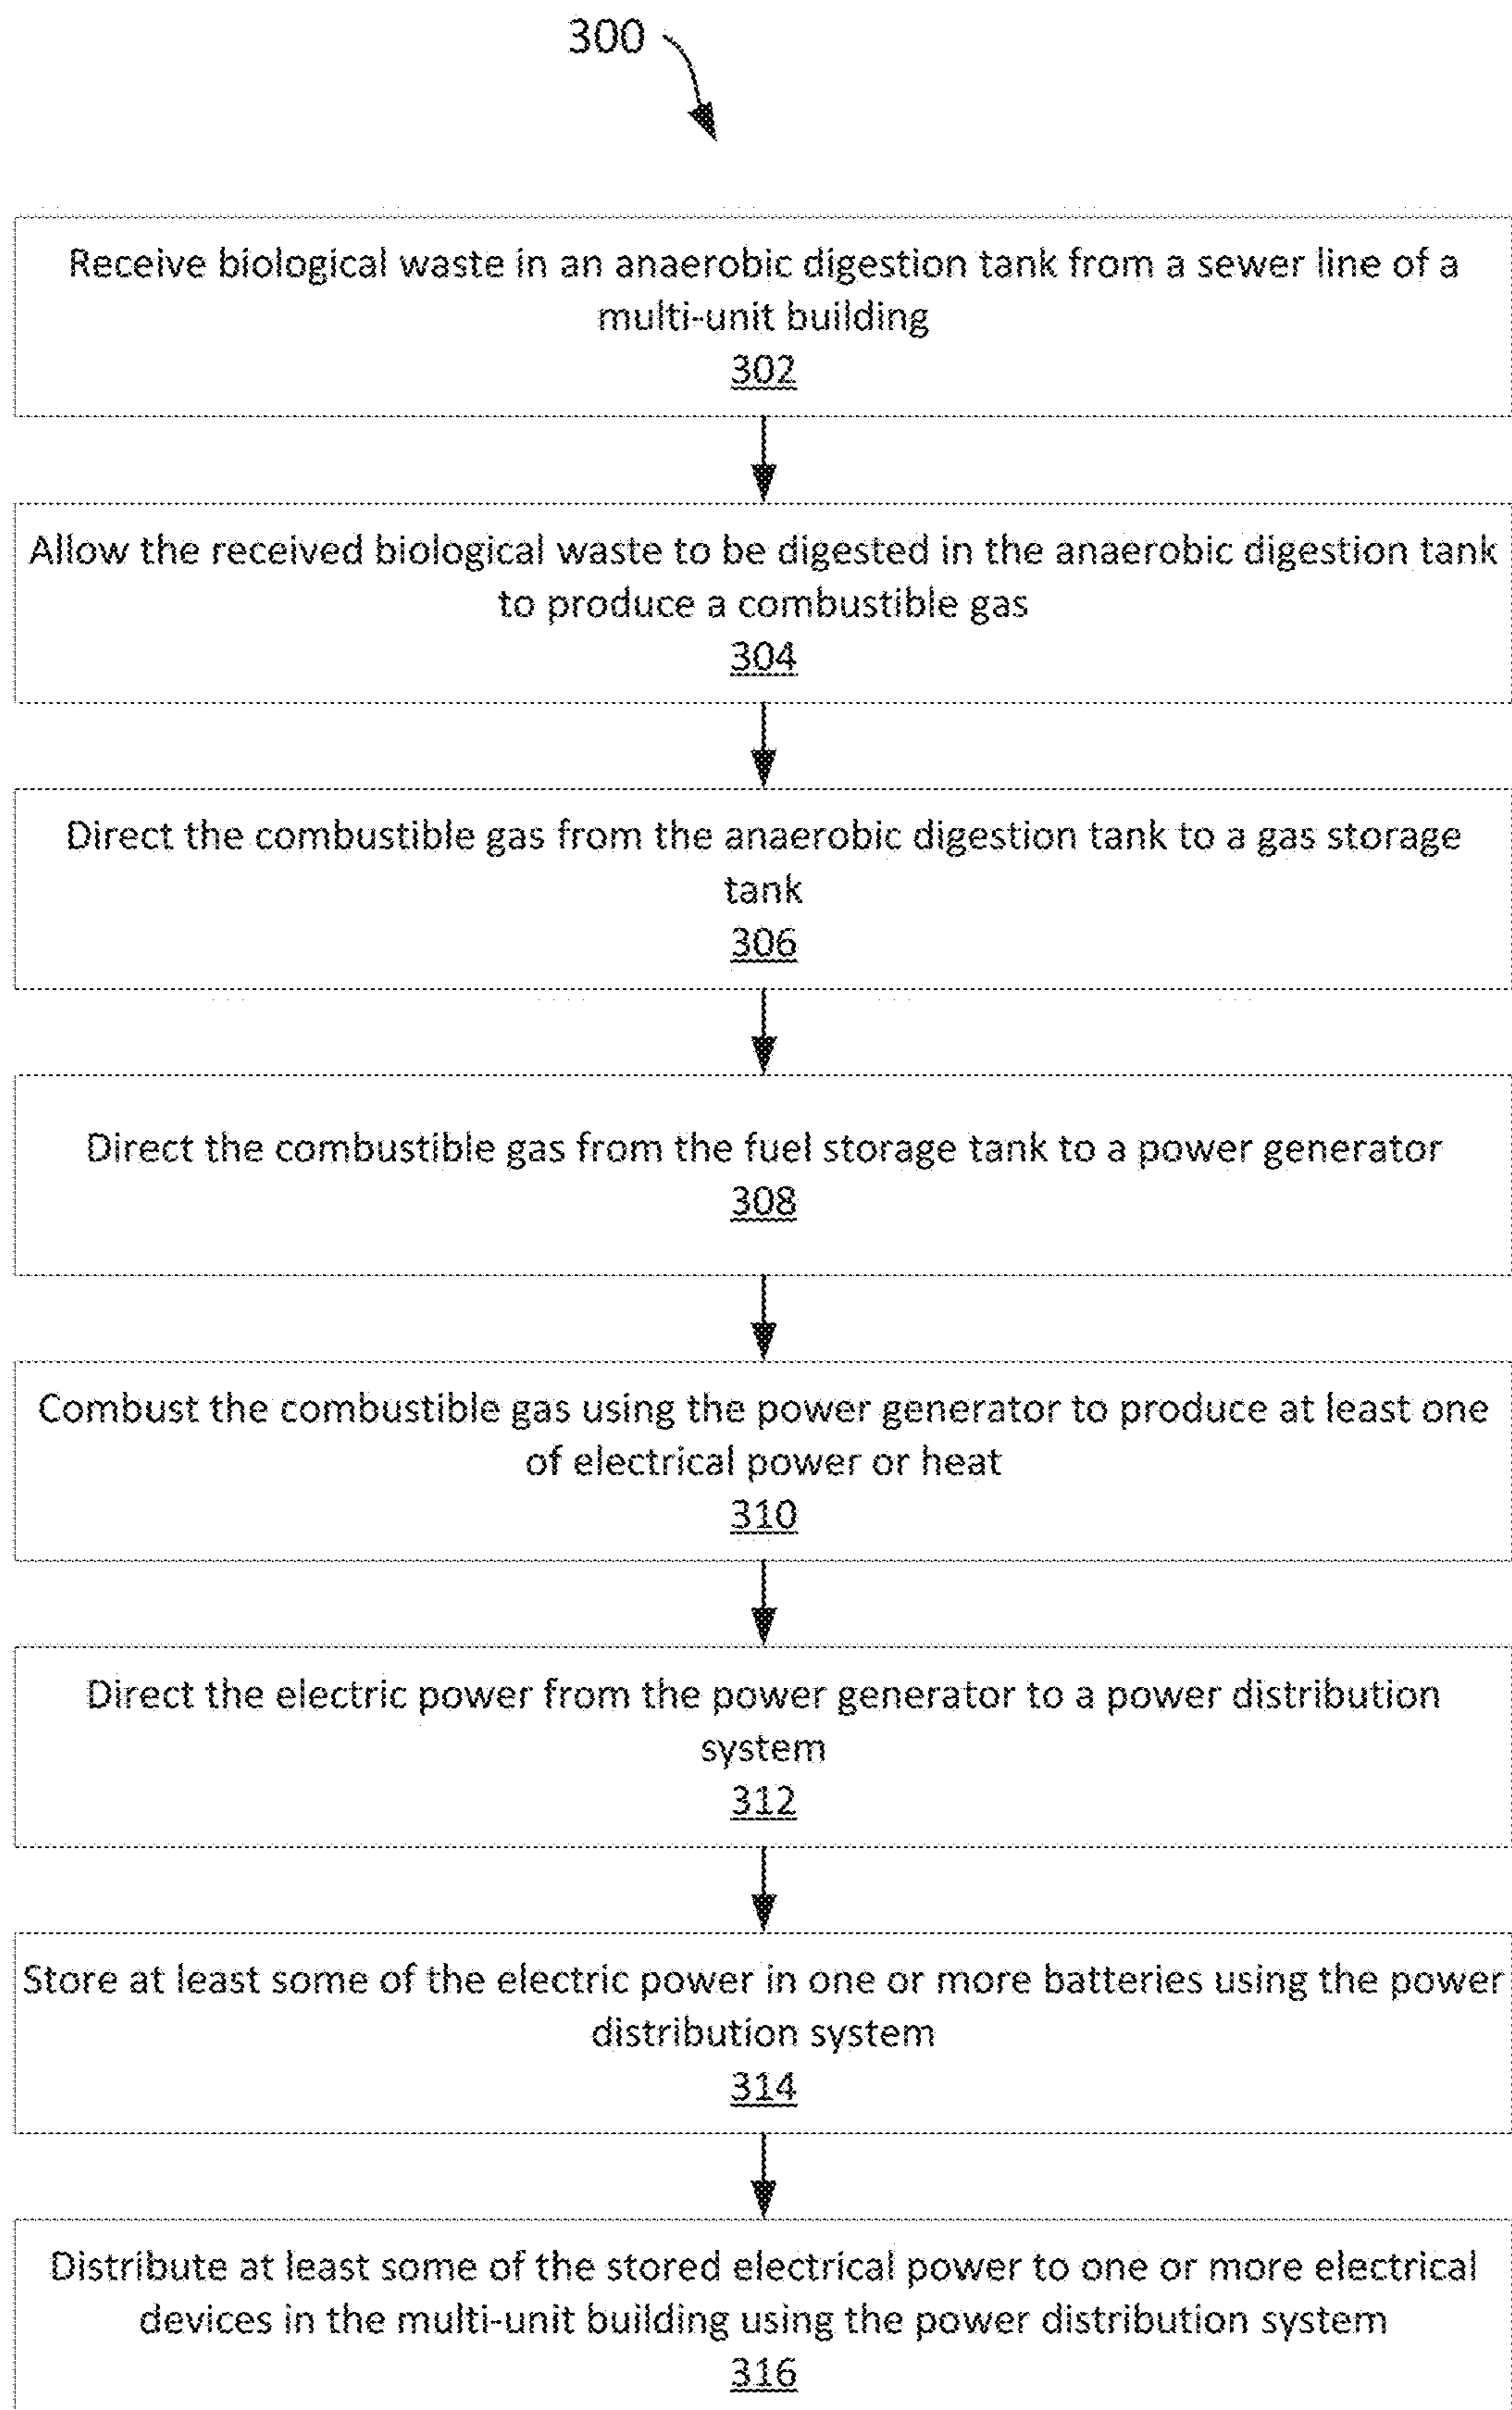 300
Receive biological waste in an anaerobic digestion tank from a sewer line of a
multi-unit building
302
Allow the received biological waste to be digested in the anaerobic digestion tank
to produce a combustible gas
304
Direct the combustible gas from the anaerobic digestion tank to a gas storage
tank
306
Direct the combustible gas from the fuel storage tank to a power generator
308
Combust the combustible gas using the power generator to produce at least one
of electrical power or heat
310
Direct the electric power from the power generator to a power distribution
system
312
Store at least some of the electric power in one or more batteries using the power
distribution system
314
Distribute at least some of the stored electrical power to one or more electrical
devices in the multi-unit building using the power distribution system
316